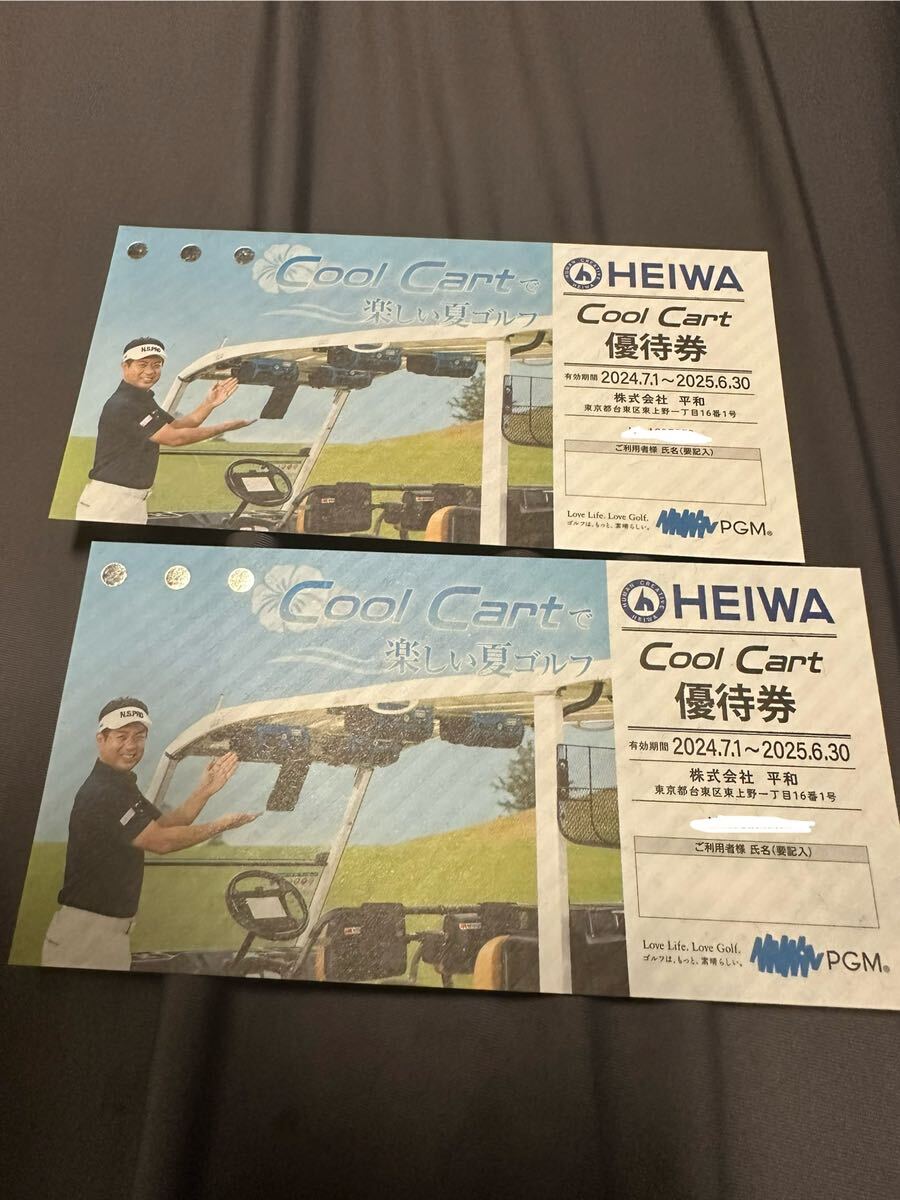 Cool Cartで
楽しい夏ゴルフ
N.S.PRO
HUMAN CREATIVE HEIWA
HEIWA
Cool Cart
優待券
有効期間 2024.7.1～2025.6.30
株式会社 平和
東京都台東区東上野一丁目16番1号
ご利用者様 氏名(要記入)
Love Life. Love Golf.
ゴルフは、もっと、素晴らしい。
PGM®
Cool Cartで
楽しい夏ゴルフ
N.S.PRO
HUMAN CREATIVE HEIWA
HEIWA
Cool Cart
優待券
有効期間 2024.7.1～2025.6.30
株式会社 平和
東京都台東区東上野一丁目16番1号
ご利用者様 氏名(要記入)
Love Life. Love Golf.
ゴルフは、もっと、素晴らしい。
PGM®